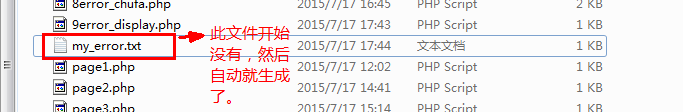 8error_chufa.php 2015/7/17 16:45 PHP Script 2 KB
9error_display.php 2015/7/17 17:43 PHP Script 1 KB
my_error.txt 2015/7/17 17:44 文本文档 1 KB
page1.php 2015/7/17 12:02 PHP Script 1 KB
page2.php 2015/7/17 14:41 PHP Script 1 KB
page3.php 2015/7/17 15:14 PHP Script 1 KB
此文件开始
没有，然后
自动就生成
了。